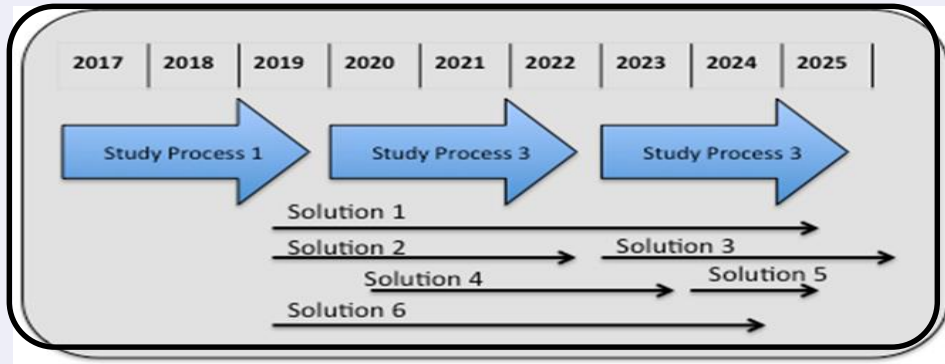 2017 2018 2019 2020 2021 2022 2023 2024 2025
Study Process 1 Study Process 3 Study Process 3
Solution 1
Solution 2 Solution 3
Solution 4 Solution 5
Solution 6